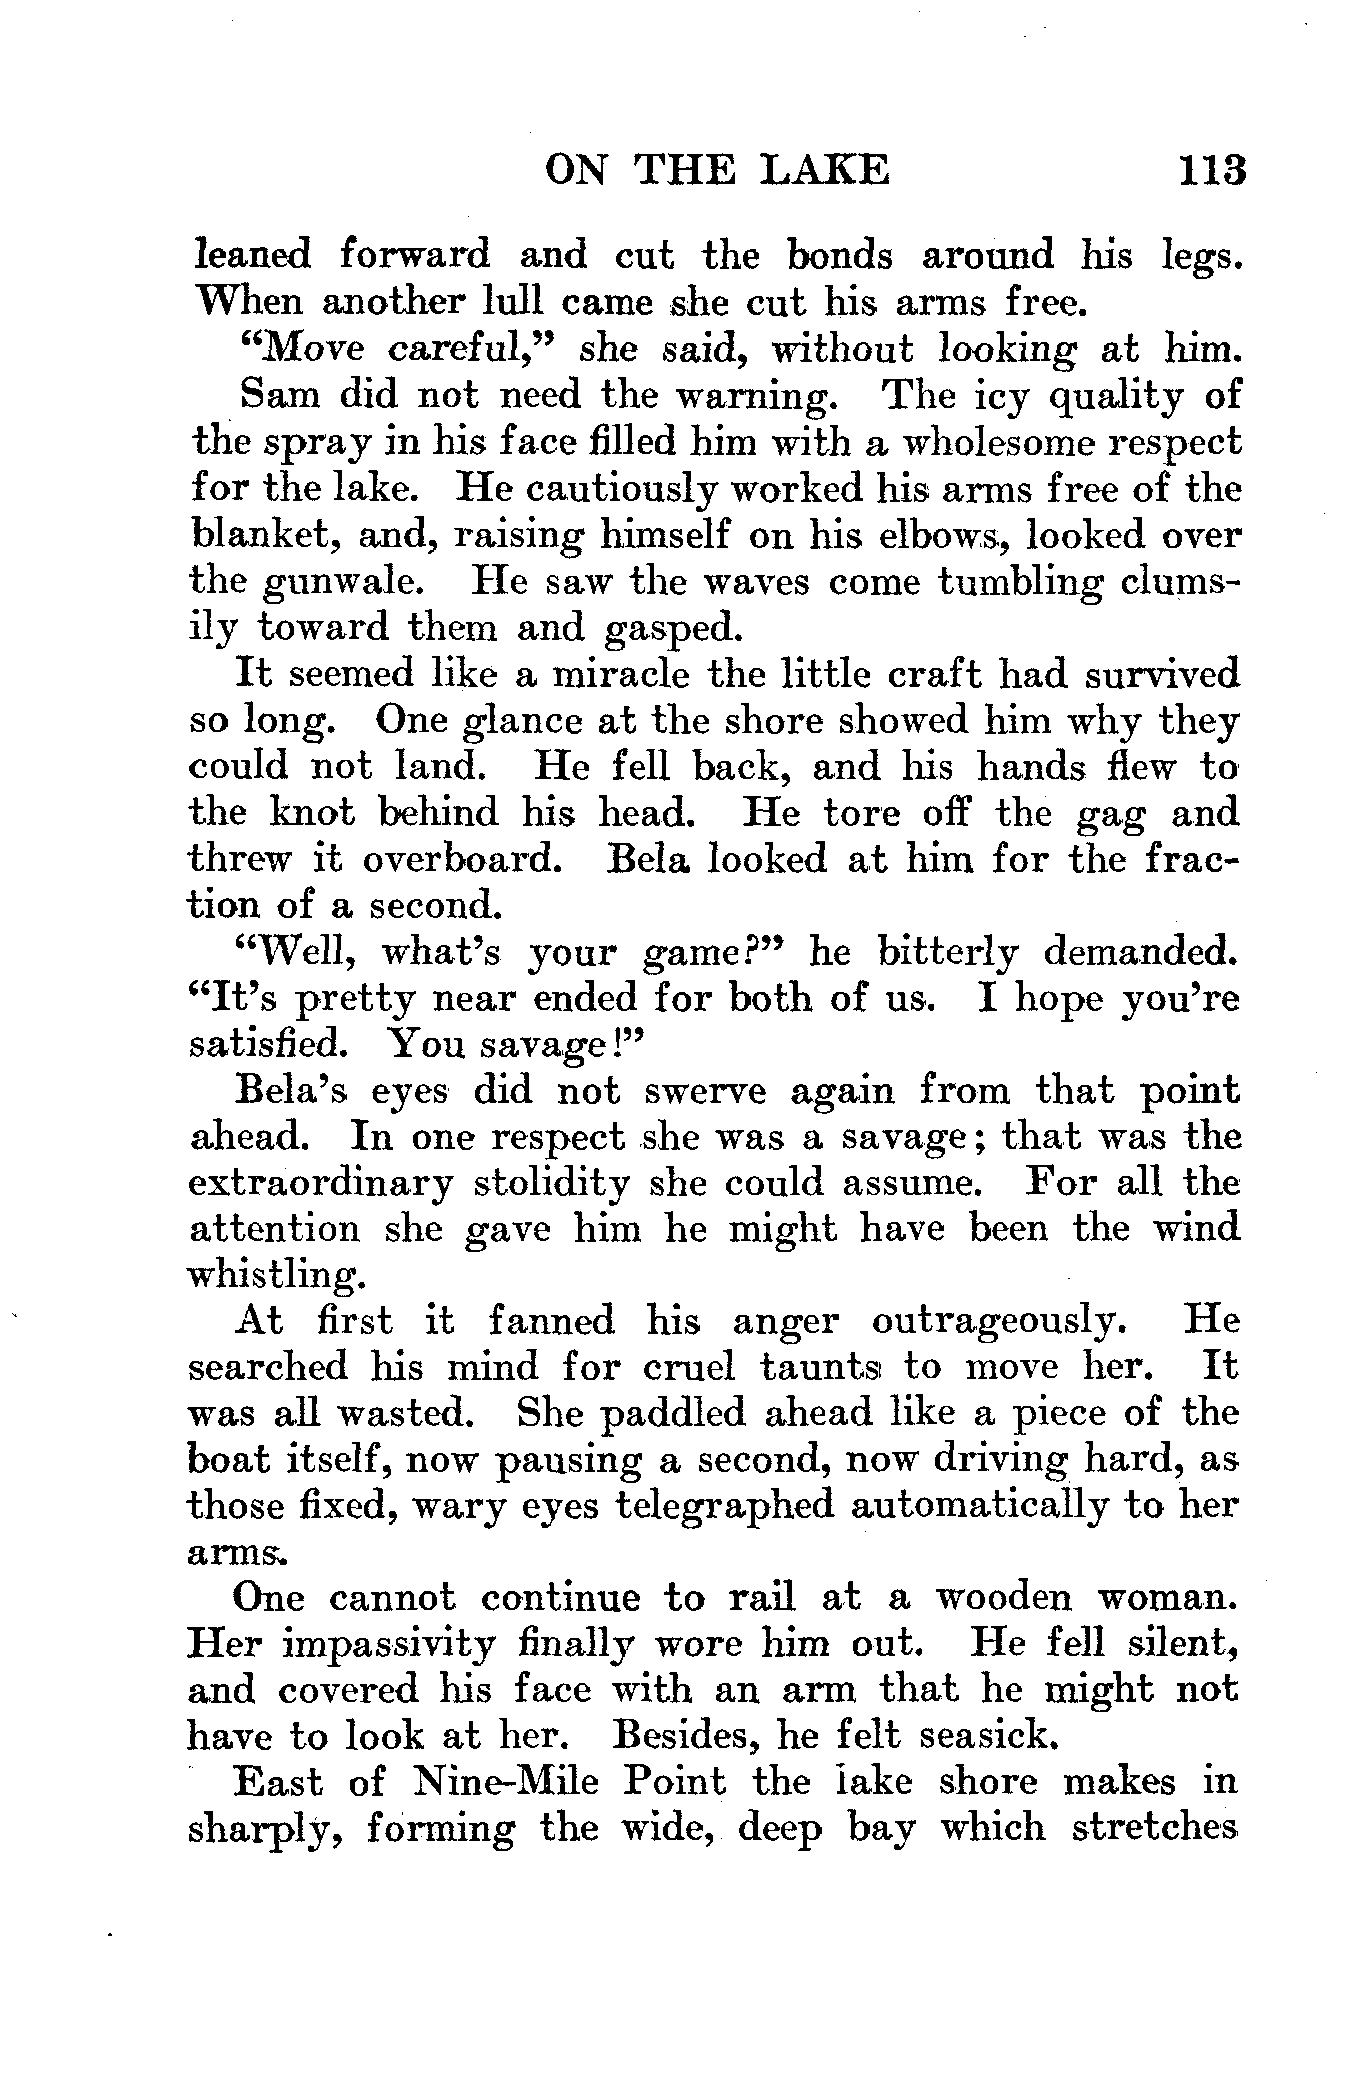 ON THE LAKE 113
leaned forward and cut the bonds around his legs.
When another lull came she cut his arms free.
“Move careful,” she said, without looking at him.
Sam did not need the warning. The icy quality of
the spray in his face filled him with a wholesome respect
for the lake. He cautiously worked his arms free of the
blanket, and, raising himself on his elbows, looked over
the gunwale. He saw the waves come tumbling clums-
ily toward them and gasped.
It seemed like a miracle the little craft had survived
so long. One glance at the shore showed him why they
could not land. He fell back, and his hands flew to
the knot behind his head. He tore off the gag and
threw it overboard. Bela looked at him for the frac-
tion of a second.
“Well, what’s your game?” he bitterly demanded.
“It’s pretty near ended for both of us. I hope you’re
satisfied. You savage!”
Bela’s eyes did not swerve again from that point
ahead. In one respect she was a savage; that was the
extraordinary stolidity she could assume. For all the
attention she gave him he might have been the wind
whistling.
At first it fanned his anger outrageously. He
searched his mind for cruel taunts to move her. It
was all wasted. She paddled ahead like a piece of the
boat itself, now pausing a second, now driving hard, as
those fixed, wary eyes telegraphed automatically to her
arms.
One cannot continue to rail at a wooden woman.
Her impassivity finally wore him out. He fell silent,
and covered his face with an arm that he might not
have to look at her. Besides, he felt seasick.
East of Nine-Mile Point the lake shore makes in
sharply, forming the wide, deep bay which stretches